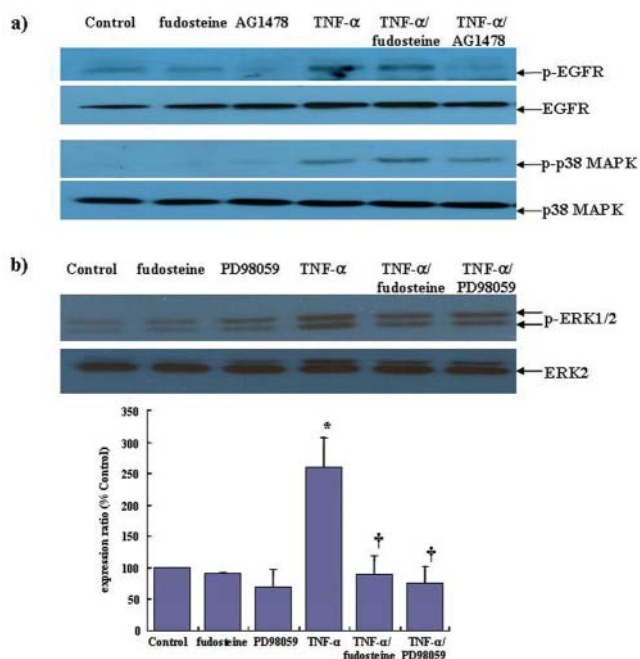 a)
Control fudosteine AG1478 TNF-α TNF-α/ fudosteine TNF-α/ AG1478
p-EGFR
EGFR
p-p38 MAPK
p38 MAPK
b)
Control fudosteine PD98059 TNF-α TNF-α/ fudosteine TNF-α/ PD98059
p-ERK1/2
ERK2
expression ratio (% Control)
350
300
250
200
150
100
50
0
*
†
†
Control fudosteine PD98059 TNF-α TNF-α/ fudosteine TNF-α/ PD98059